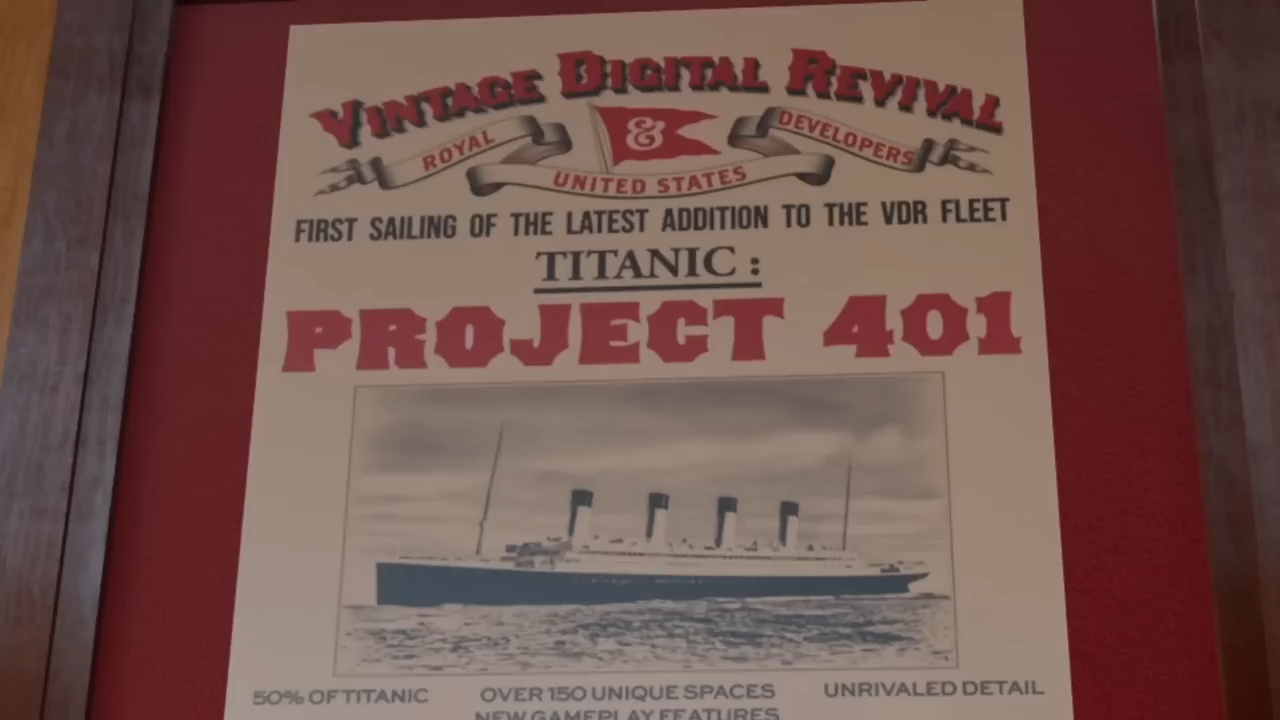 VINTAGE DIGITAL REVIVAL
ROYAL & DEVELOPERS
UNITED STATES
FIRST SAILING OF THE LATEST ADDITION TO THE VDR FLEET
TITANIC:
PROJECT 401
50% OF TITANIC OVER 150 UNIQUE SPACES UNRIVALED DETAIL
NEW GAMEPLAY FEATURES